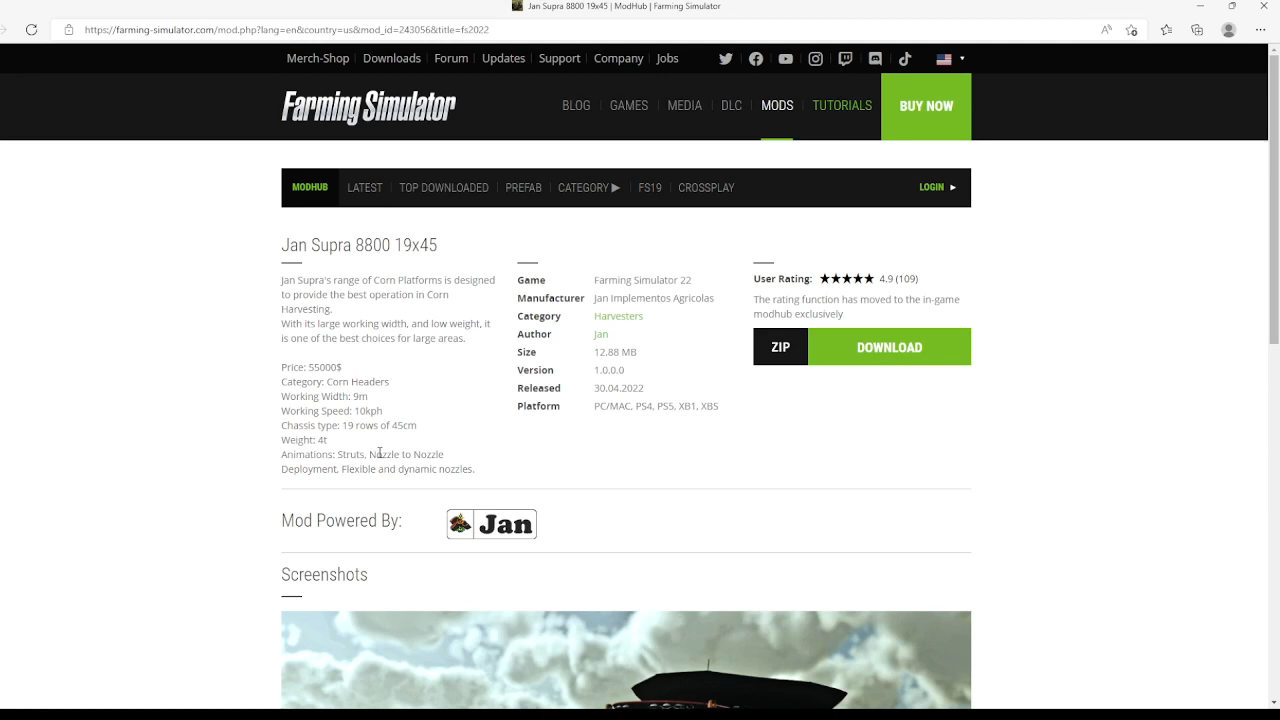 Jan Supra 8800 19x45 | ModHub | Farming Simulator
https://farming-simulator.com/mod.php?lang=en&country=us&mod_id=243056&title=fs2022
Merch-Shop Downloads Forum Updates Support Company Jobs
Farming Simulator BLOG GAMES MEDIA DLC MODS TUTORIALS BUY NOW
MODHUB LATEST TOP DOWNLOADED PREFAB CATEGORY ▶ FS19 CROSSPLAY LOGIN ►
Jan Supra 8800 19x45
Jan Supra's range of Corn Platforms is designed
to provide the best operation in Corn
Harvesting.
With its large working width, and low weight, it
is one of the best choices for large areas.
Price: 55000$
Category: Corn Headers
Working Width: 9m
Working Speed: 10kph
Chassis type: 19 rows of 45cm
Weight: 4t
Animations: Struts, Nozzle to Nozzle
Deployment, Flexible and dynamic nozzles.
Game Farming Simulator 22
Manufacturer Jan Implementos Agricolas
Category Harvesters
Author Jan
Size 12.88 MB
Version 1.0.0.0
Released 30.04.2022
Platform PC/MAC, PS4, PS5, XB1, XBS
User Rating: ★★★★★ 4.9 (109)
The rating function has moved to the in-game
modhub exclusively
ZIP DOWNLOAD
Mod Powered By: Jan
Screenshots